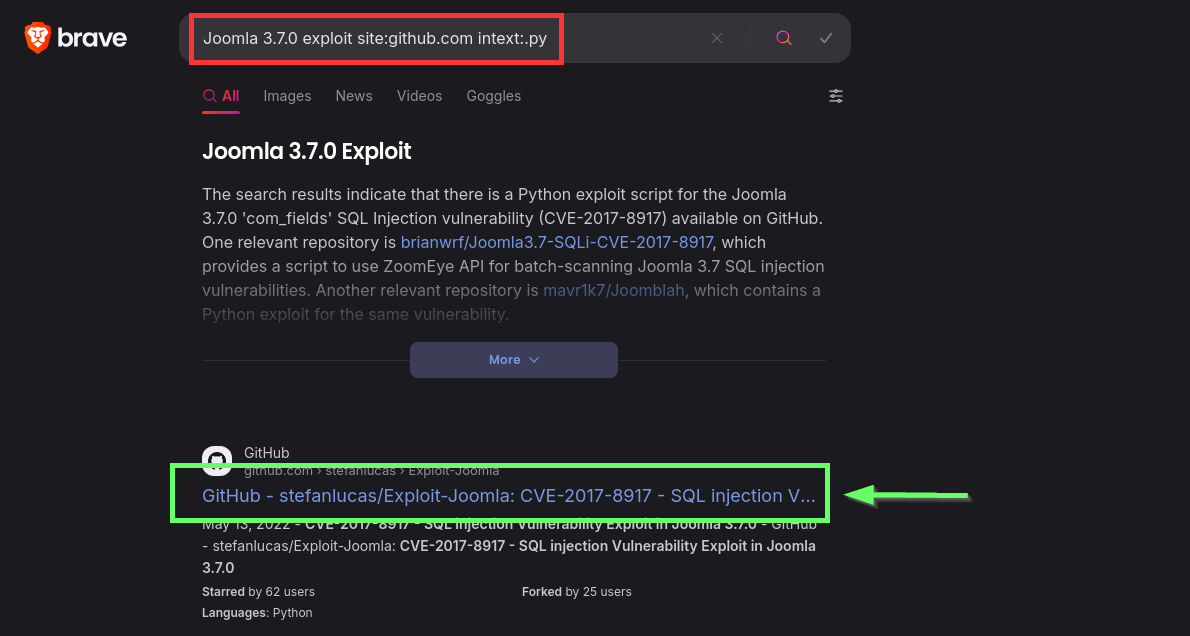 brave
Joomla 3.7.0 exploit site:github.com intext:.py
All Images News Videos Goggles
Joomla 3.7.0 Exploit
The search results indicate that there is a Python exploit script for the Joomla
3.7.0 'com_fields' SQL Injection vulnerability (CVE-2017-8917) available on GitHub.
One relevant repository is brianwrf/Joomla3.7-SQLi-CVE-2017-8917, which
provides a script to use ZoomEye API for batch-scanning Joomla 3.7 SQL injection
vulnerabilities. Another relevant repository is mavr1k7/Joomblah, which contains a
Python exploit for the same vulnerability.
More
GitHub
github.com › stefanlucas › Exploit-Joomla
GitHub - stefanlucas/Exploit-Joomla: CVE-2017-8917 - SQL injection V...
May 13, 2022 - CVE-2017-8917 - SQL injection Vulnerability Exploit in Joomla 3.7.0 - GitHub
- stefanlucas/Exploit-Joomla: CVE-2017-8917 - SQL injection Vulnerability Exploit in Joomla
3.7.0
Starred by 62 users Forked by 25 users
Languages: Python